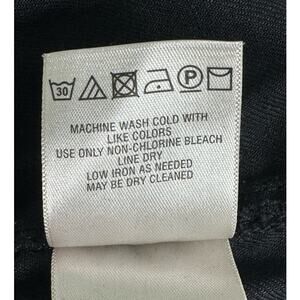 30 P
MACHINE WASH COLD WITH
LIKE COLORS
USE ONLY NON-CHLORINE BLEACH
LINE DRY
LOW IRON AS NEEDED
MAY BE DRY CLEANED